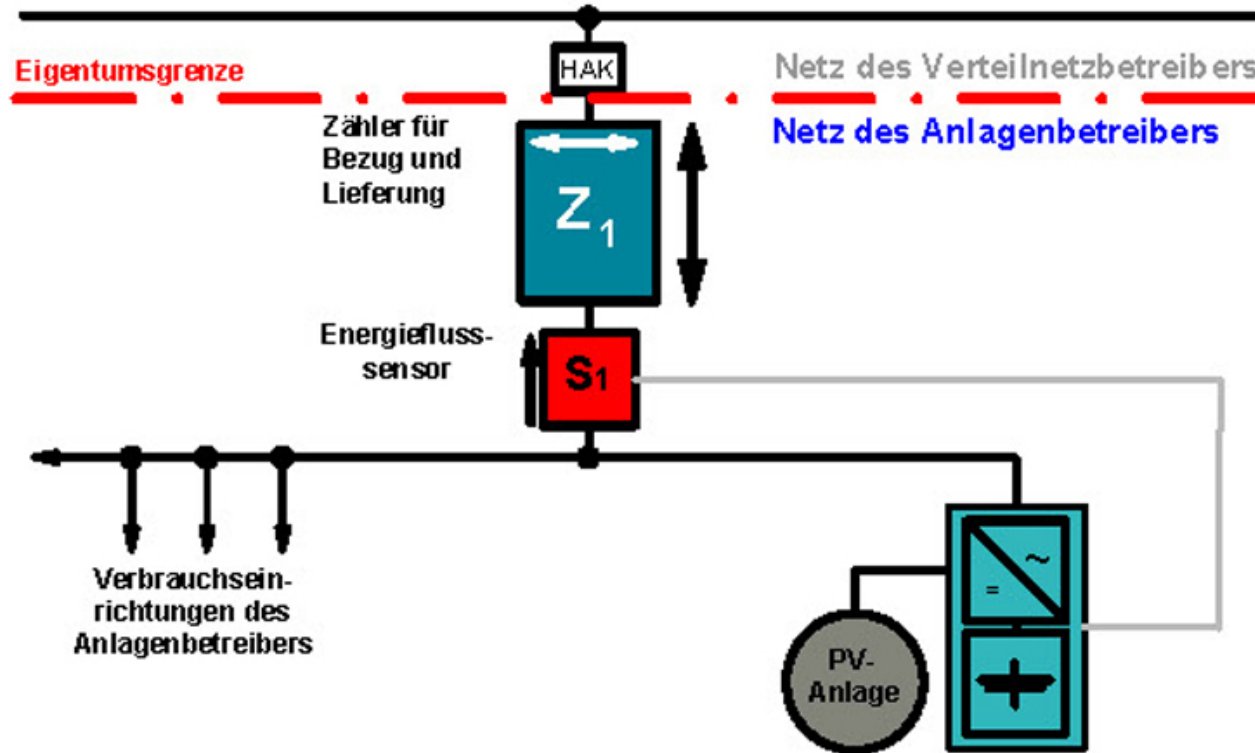 HAK
Eigentumsgrenze
Netz des Verteilnetzbetreibers
Zähler für
Bezug und
Lieferung
Netz des Anlagenbetreibers
Z1
Energiefluss-
sensor
S1
~
=
Verbrauchsein-
richtungen des
Anlagenbetreibers
PV-
Anlage